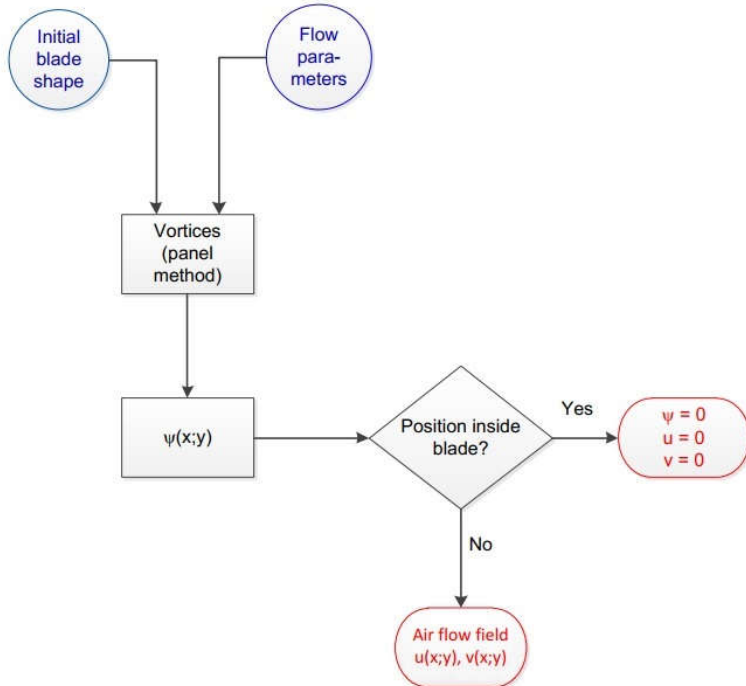 Initial
blade
shape
Flow
para-
meters
Vortices
(panel
method)
ψ(x;y)
Position inside
blade?
Yes
ψ = 0
u = 0
v = 0
No
Air flow field
u(x;y), v(x;y)